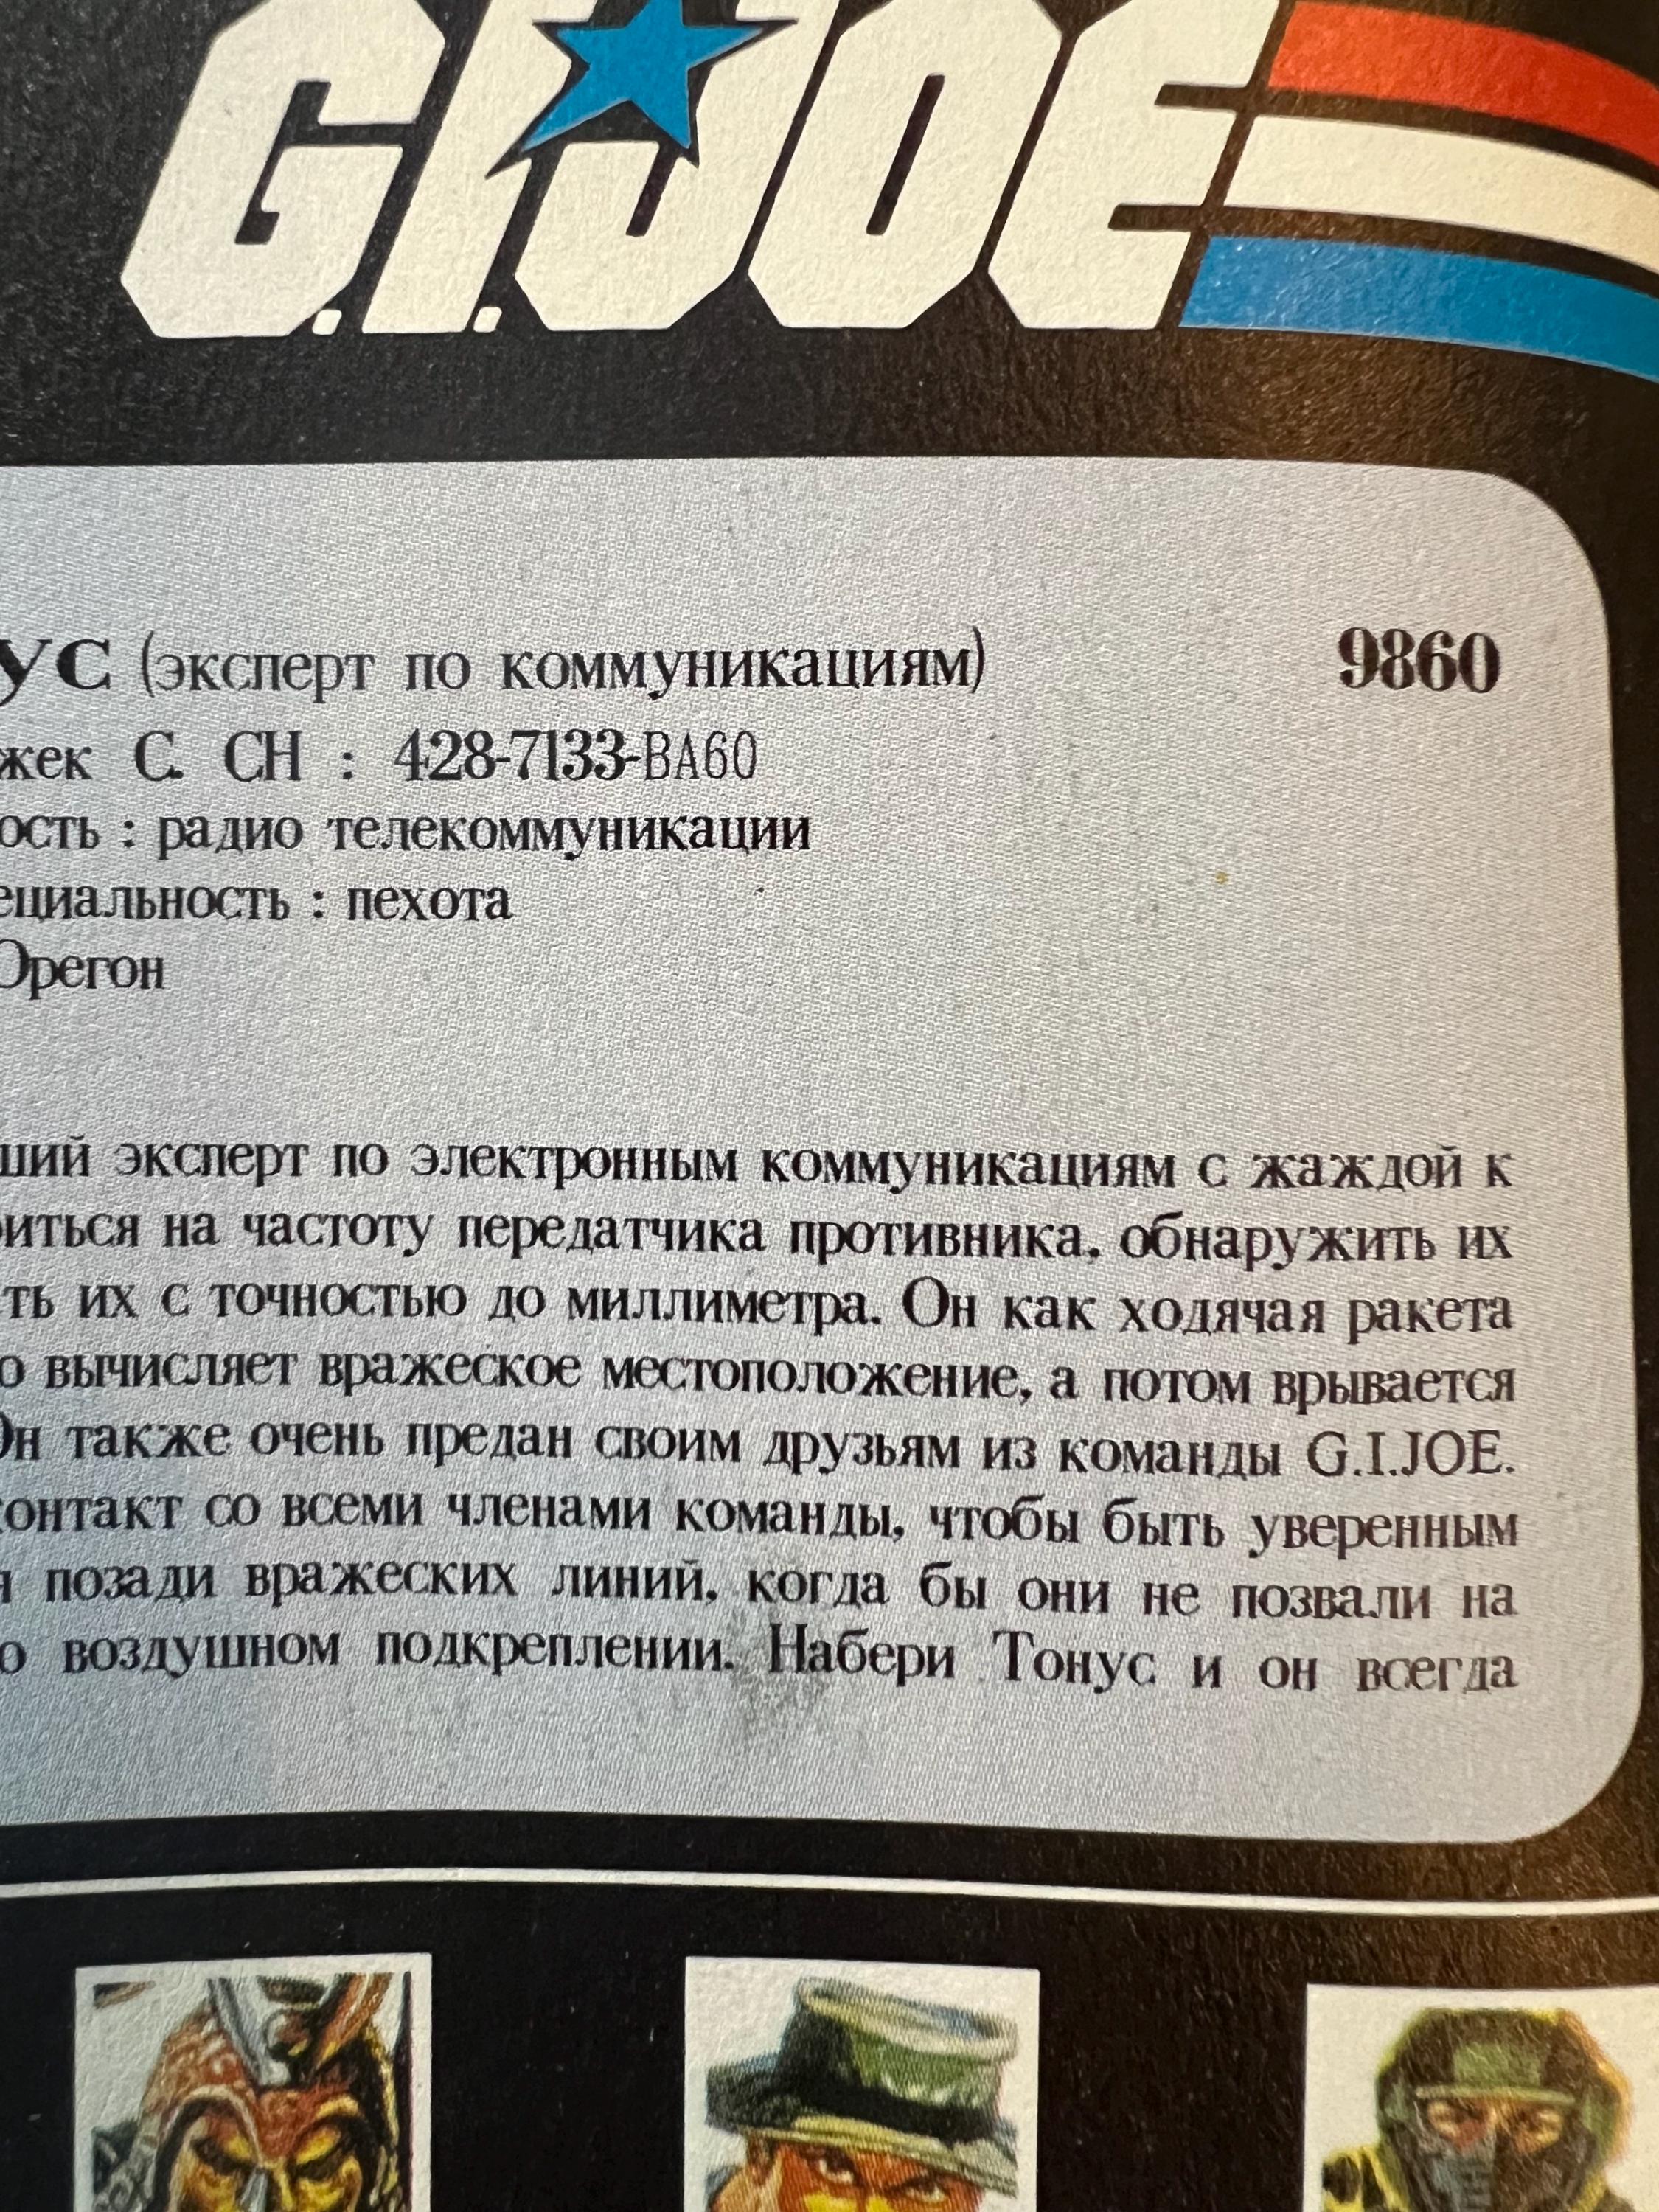 G.I.JOE
УС (эксперт по коммуникациям) 9860
жек С. СН : 428-7133-BA60
ость : радио телекоммуникации
ециальность : пехота
Орегон
ший эксперт по электронным коммуникациям с жаждой к
иться на частоту передатчика противника, обнаружить их
ть их с точностью до миллиметра. Он как ходячая ракета
о вычисляет вражеское местоположение, а потом врывается
Он также очень предан своим друзьям из команды G.I.JOE.
контакт со всеми членами команды, чтобы быть уверенным
позади вражеских линий, когда бы они не позвали на
о воздушном подкреплении. Набери Тонус и он всегда